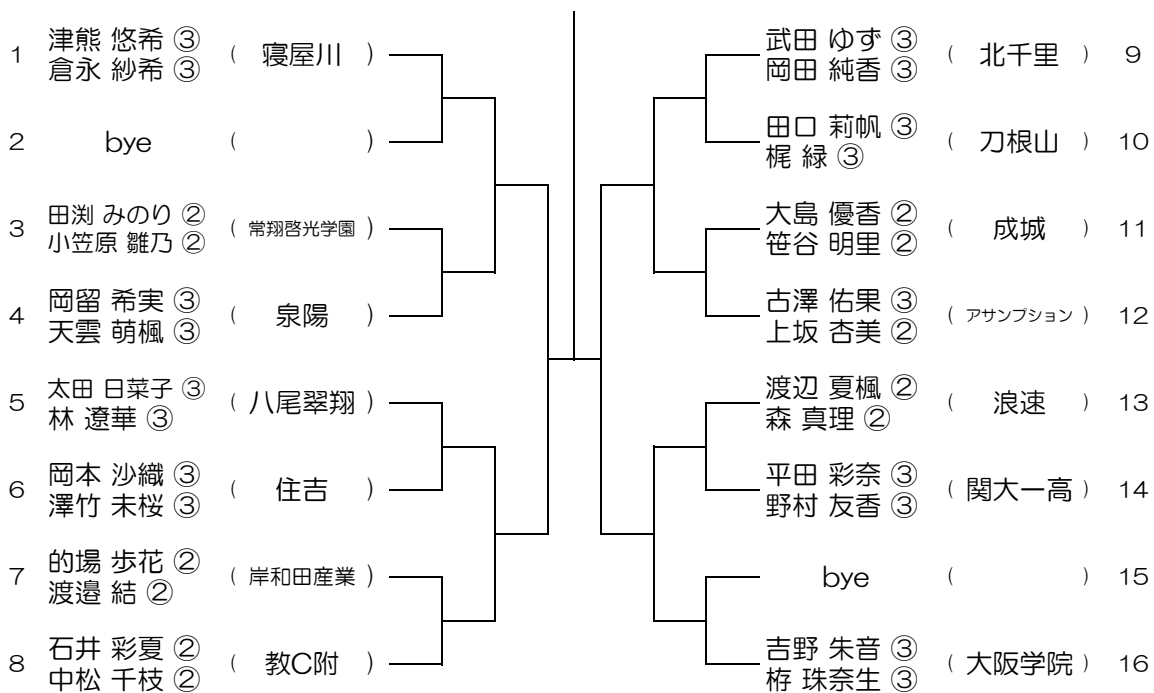 1 津熊 悠希 ③ ( 寝屋川 )
倉永 紗希 ③
2 bye ( )
3 田渕 みのり ② ( 常翔啓光学園 )
小笠原 雛乃 ②
4 岡留 希実 ③ ( 泉陽 )
天雲 萌楓 ③
5 太田 日菜子 ③ ( 八尾翠翔 )
林 遼華 ③
6 岡本 沙織 ③ ( 住吉 )
澤竹 未桜 ③
7 的場 歩花 ② ( 岸和田産業 )
渡邉 結 ②
8 石井 彩夏 ② ( 教C附 )
中松 千枝 ②
武田 ゆず ③ ( 北千里 ) 9
岡田 純香 ③
田口 莉帆 ③ ( 刀根山 ) 10
梶 緑 ③
大島 優香 ② ( 成城 ) 11
笹谷 明里 ②
古澤 佑果 ③ ( アサンプション ) 12
上坂 杏美 ②
渡辺 夏楓 ② ( 浪速 ) 13
森 真理 ②
平田 彩奈 ③ ( 関大一高 ) 14
野村 友香 ③
bye ( ) 15
吉野 朱音 ③ ( 大阪学院 ) 16
栫 珠奈生 ③